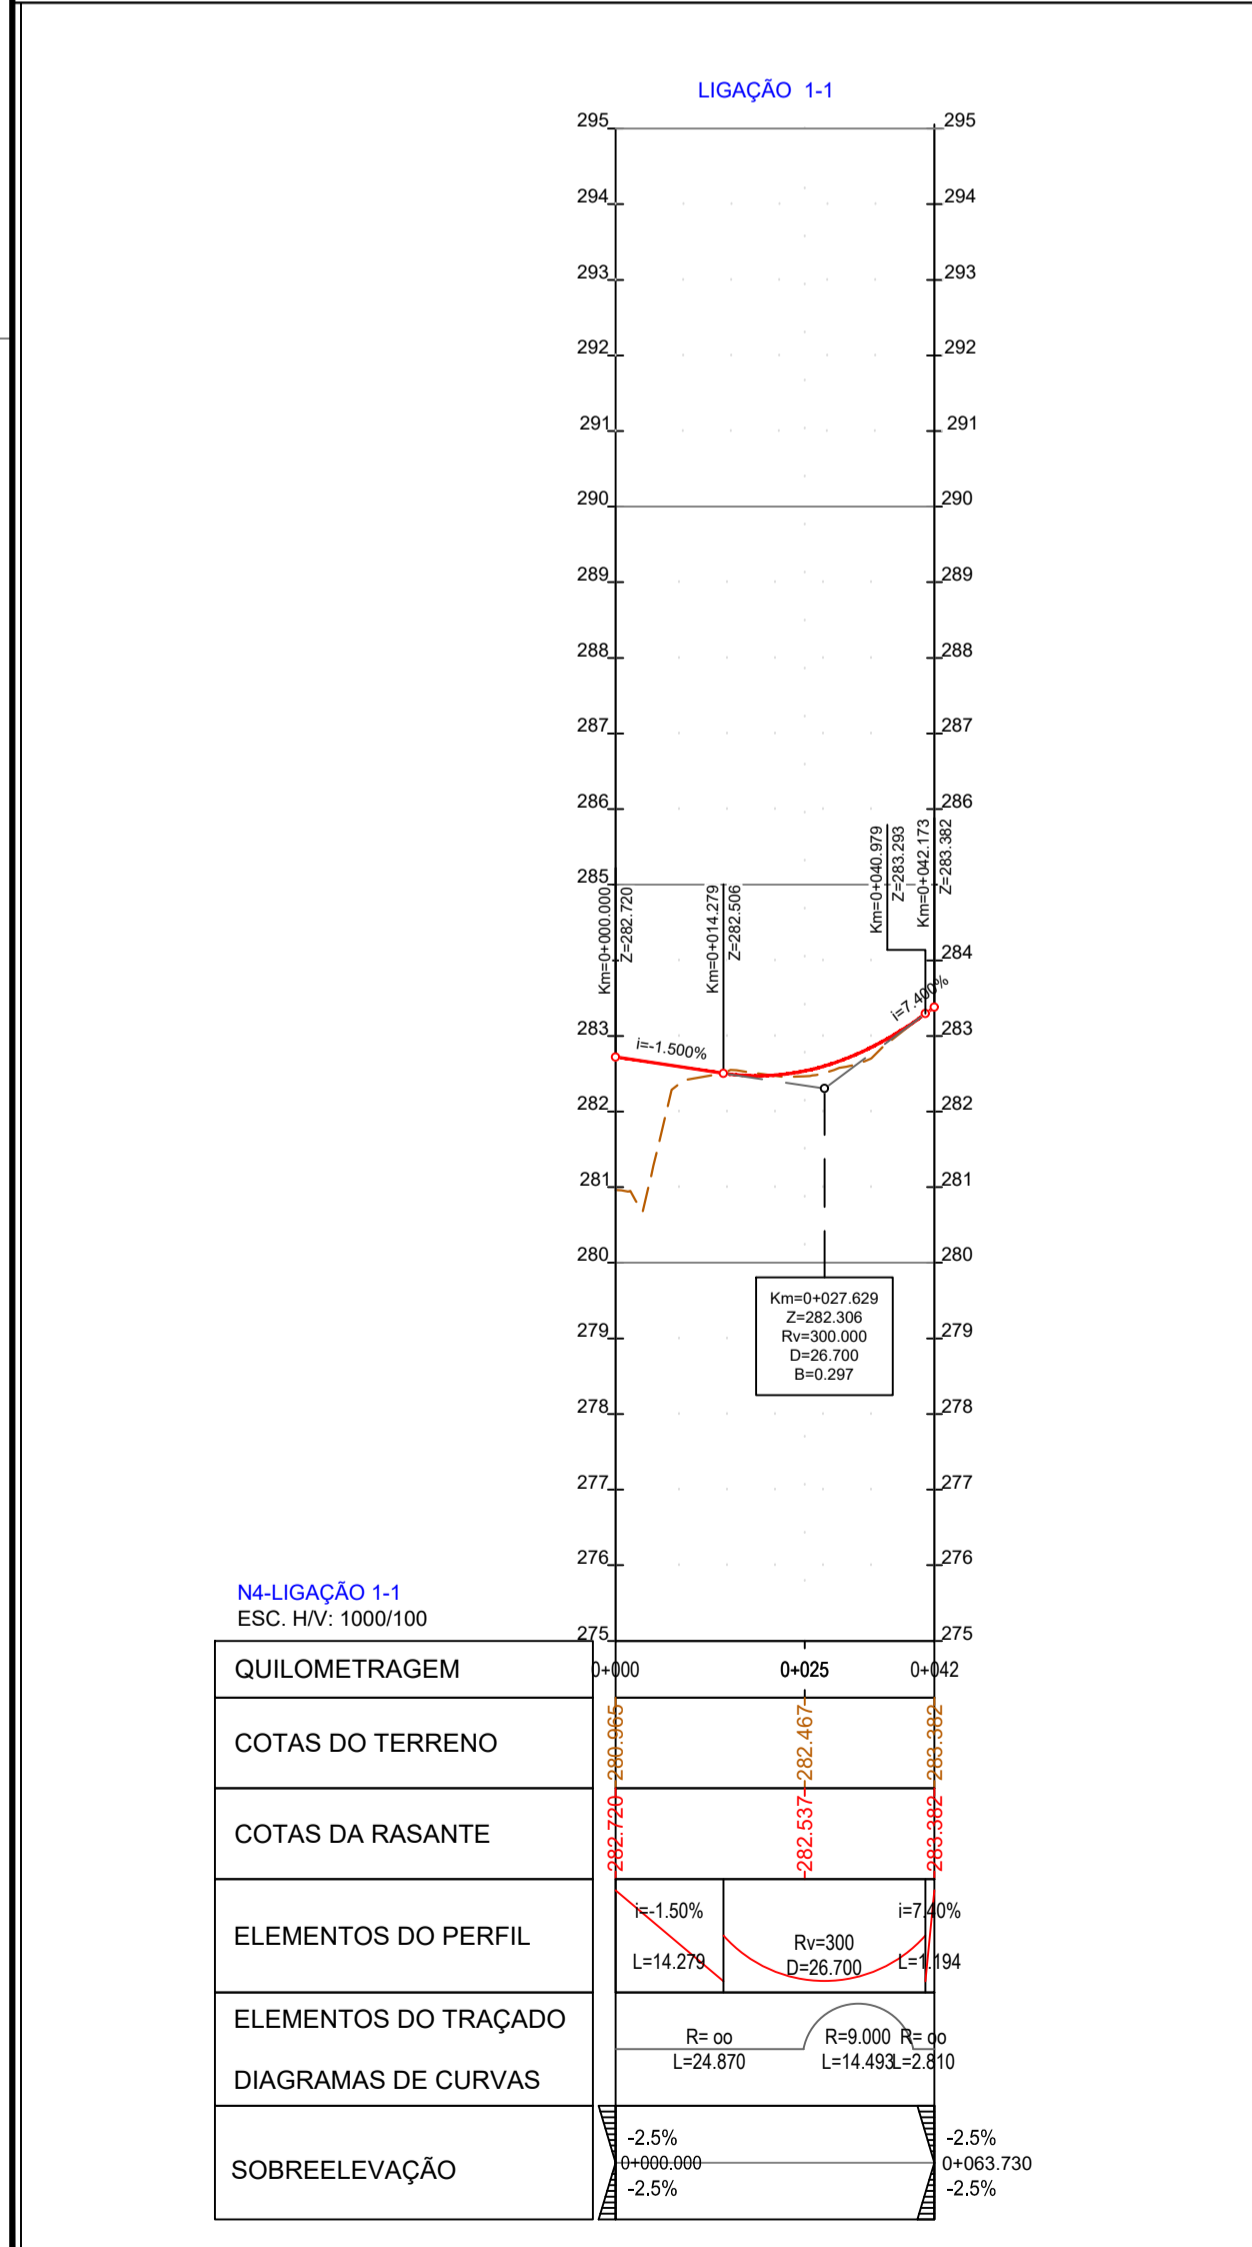 LIGAÇÃO 1-1
295 295
294 294
293 293
292 292
291 291
290 290
289 289
288 288
287 287
286 286
285
284
283 283
282 282
281 281
280 280
279 279
278 278
277 277
276 276
275 275
Km=0+000.000
Z=282.720
Km=0+014.279
Z=282.506
Km=0+040.979
Z=283.293
Km=0+042.173
Z=283.382
i=-1.500%
i=7.400%
Km=0+027.629
Z=282.306
Rv=300.000
D=26.700
B=0.297
N4-LIGAÇÃO 1-1
ESC. H/V: 1000/100
QUILOMETRAGEM
0+000 0+025 0+042
COTAS DO TERRENO
280.965 282.467 283.382
COTAS DA RASANTE
282.720 282.537 283.382
ELEMENTOS DO PERFIL
i=-1.50%
L=14.279
Rv=300
D=26.700
i=7.40%
L=1.194
ELEMENTOS DO TRAÇADO
R= oo R=9.000 R= oo
L=24.870 L=14.493 L=2.810
DIAGRAMAS DE CURVAS
SOBREELEVAÇÃO
-2.5% -2.5%
0+000.000 0+063.730
-2.5% -2.5%